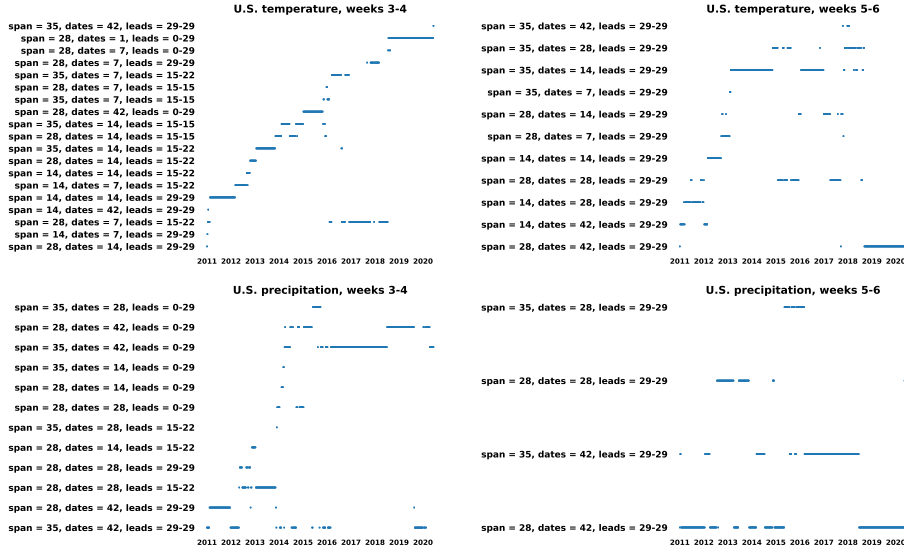 U.S. temperature, weeks 3-4
span = 35, dates = 42, leads = 29-29
span = 28, dates = 1, leads = 0-29
span = 28, dates = 7, leads = 0-29
span = 28, dates = 7, leads = 29-29
span = 35, dates = 7, leads = 15-22
span = 28, dates = 7, leads = 15-15
span = 35, dates = 7, leads = 15-15
span = 28, dates = 42, leads = 0-29
span = 35, dates = 14, leads = 15-15
span = 28, dates = 14, leads = 15-15
span = 35, dates = 14, leads = 15-22
span = 28, dates = 14, leads = 15-22
span = 14, dates = 14, leads = 15-22
span = 14, dates = 7, leads = 15-22
span = 14, dates = 14, leads = 29-29
span = 14, dates = 42, leads = 29-29
span = 28, dates = 7, leads = 15-22
span = 14, dates = 7, leads = 29-29
span = 28, dates = 14, leads = 29-29
2011 2012 2013 2014 2015 2016 2017 2018 2019 2020
U.S. temperature, weeks 5-6
span = 35, dates = 42, leads = 29-29
span = 35, dates = 28, leads = 29-29
span = 35, dates = 14, leads = 29-29
span = 35, dates = 7, leads = 29-29
span = 28, dates = 14, leads = 29-29
span = 28, dates = 7, leads = 29-29
span = 14, dates = 14, leads = 29-29
span = 28, dates = 28, leads = 29-29
span = 14, dates = 28, leads = 29-29
span = 14, dates = 42, leads = 29-29
span = 28, dates = 42, leads = 29-29
2011 2012 2013 2014 2015 2016 2017 2018 2019 2020
U.S. precipitation, weeks 3-4
span = 35, dates = 28, leads = 0-29
span = 28, dates = 42, leads = 0-29
span = 35, dates = 42, leads = 0-29
span = 35, dates = 14, leads = 0-29
span = 28, dates = 14, leads = 0-29
span = 28, dates = 28, leads = 0-29
span = 35, dates = 28, leads = 15-22
span = 28, dates = 14, leads = 15-22
span = 28, dates = 28, leads = 29-29
span = 28, dates = 28, leads = 15-22
span = 28, dates = 42, leads = 29-29
span = 35, dates = 42, leads = 29-29
2011 2012 2013 2014 2015 2016 2017 2018 2019 2020
U.S. precipitation, weeks 5-6
span = 35, dates = 28, leads = 29-29
span = 28, dates = 28, leads = 29-29
span = 35, dates = 42, leads = 29-29
span = 28, dates = 42, leads = 29-29
2011 2012 2013 2014 2015 2016 2017 2018 2019 2020